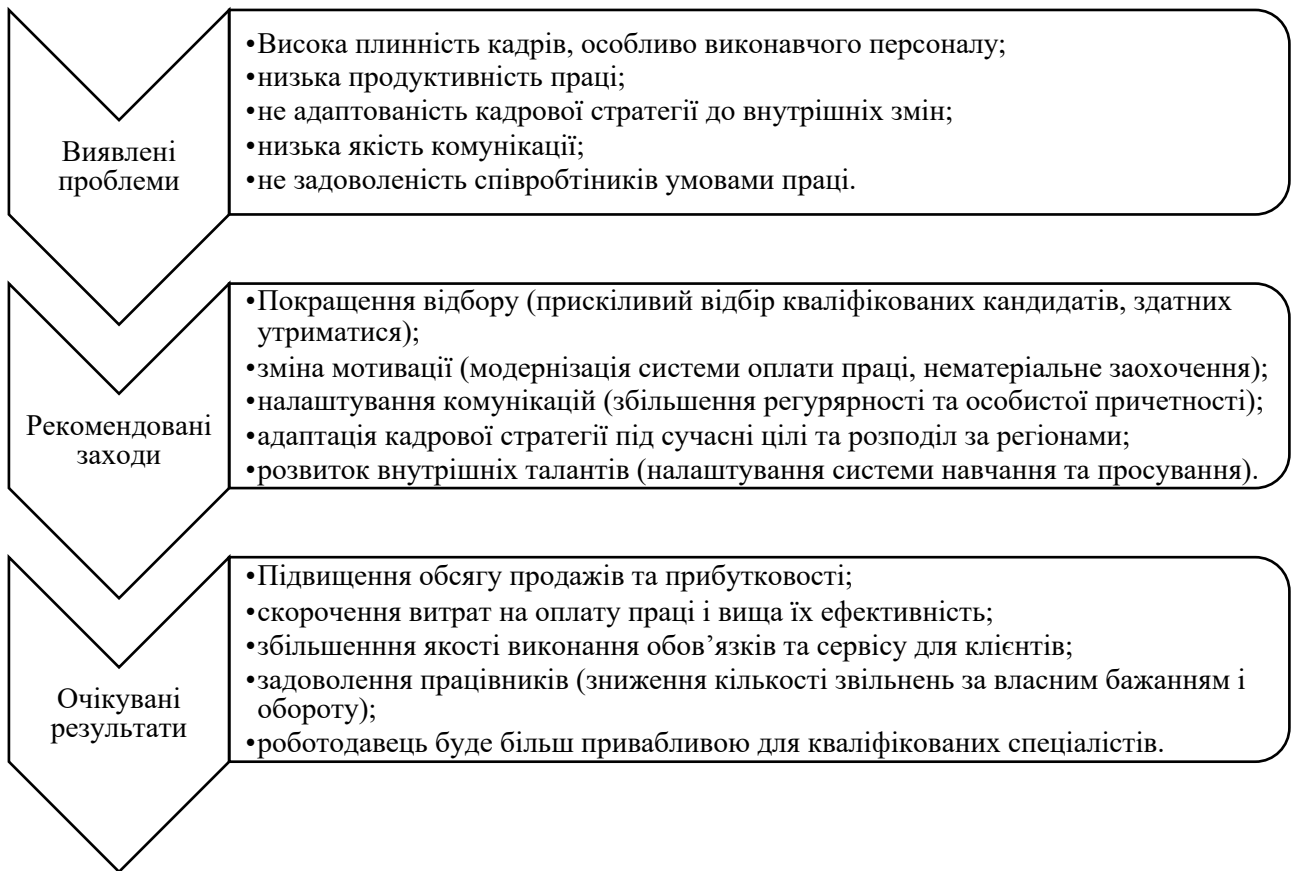 Виявлені
проблеми
•Висока плинність кадрів, особливо виконавчого персоналу;
•низька продуктивність праці;
•не адаптованість кадрової стратегії до внутрішніх змін;
•низька якість комунікації;
•не задоволеність співробтіників умовами праці.
Рекомендовані
заходи
•Покращення відбору (прискіливий відбір кваліфікованих кандидатів, здатних
утриматися);
•зміна мотивації (модернізація системи оплати праці, нематеріальне заохочення);
•налаштування комунікацій (збільшення регурярності та особистої причетності);
•адаптація кадрової стратегії під сучасні цілі та розподіл за регіонами;
•розвиток внутрішніх талантів (налаштування системи навчання та просування).
Очікувані
результати
•Підвищення обсягу продажів та прибутковості;
•скорочення витрат на оплату праці і вища їх ефективність;
•збільшенння якості виконання обов’язків та сервісу для клієнтів;
•задоволення працівників (зниження кількості звільнень за власним бажанням і
обороту);
•роботодавець буде більш привабливою для кваліфікованих спеціалістів.